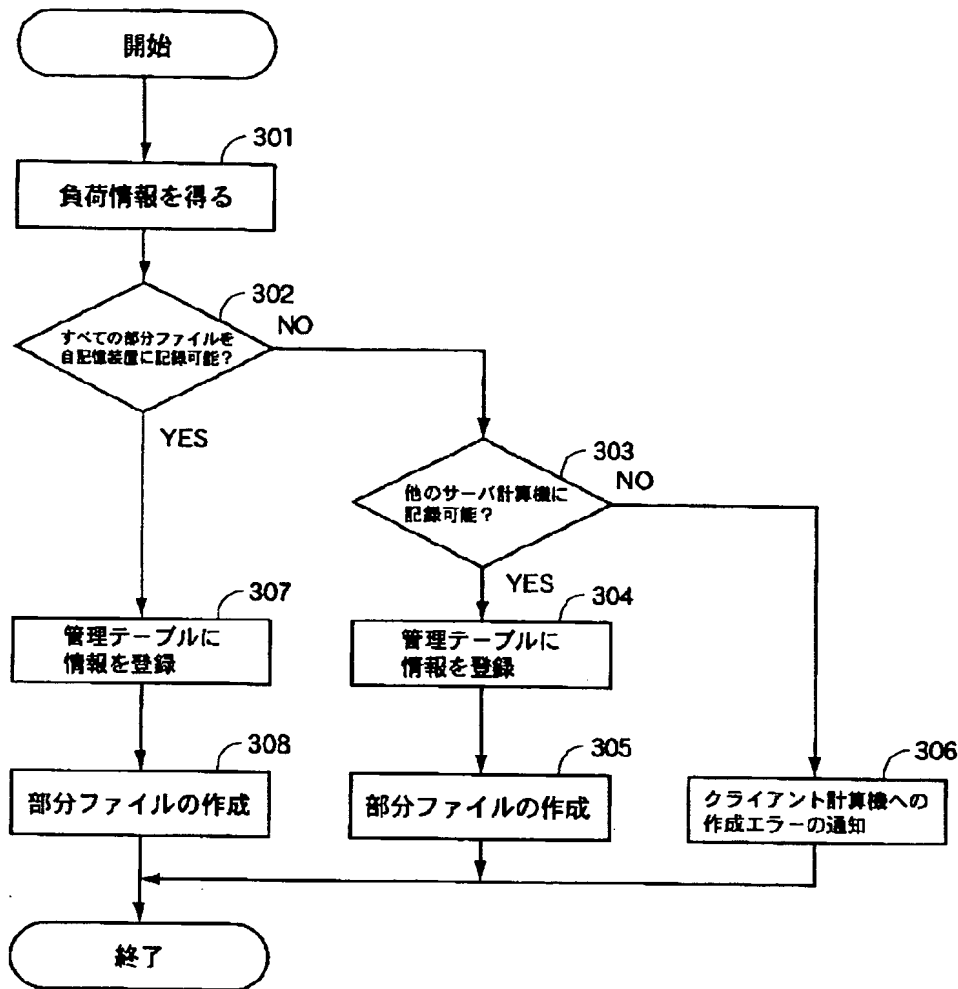 開始
301
負荷情報を得る
302
すべての部分ファイルを
自記憶装置に記録可能？
NO
YES
303
他のサーバ計算機に
記録可能？
NO
YES
307
管理テーブルに
情報を登録
304
管理テーブルに
情報を登録
308
部分ファイルの作成
305
部分ファイルの作成
306
クライアント計算機への
作成エラーの通知
終了